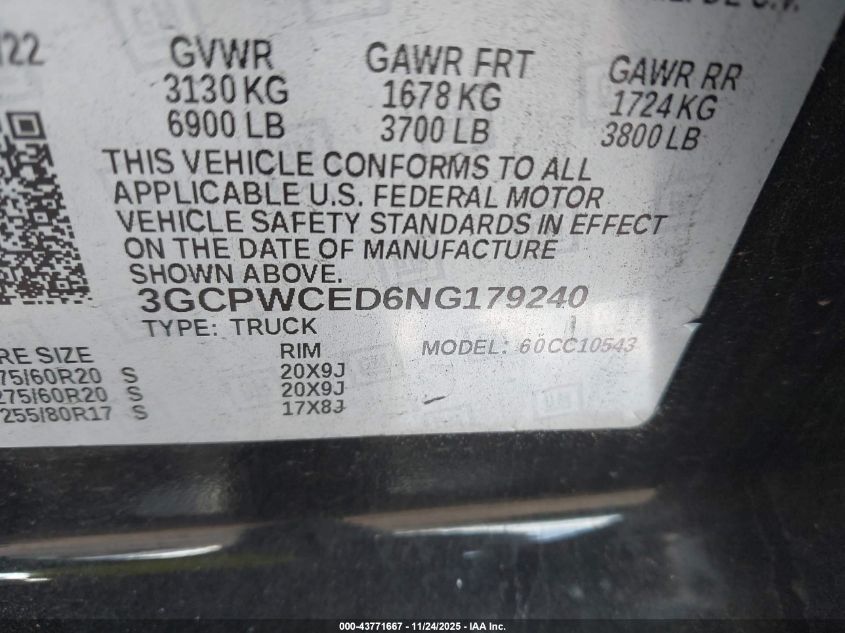 DE C.V.
122
GVWR GAWR FRT GAWR RR
3130 KG 1678 KG 1724 KG
6900 LB 3700 LB 3800 LB
THIS VEHICLE CONFORMS TO ALL
APPLICABLE U.S. FEDERAL MOTOR
VEHICLE SAFETY STANDARDS IN EFFECT
ON THE DATE OF MANUFACTURE
SHOWN ABOVE.
3GCPWCED6NG179240
TYPE: TRUCK MODEL: 60CC10543
RE SIZE RIM
75/60R20 S 20X9J
275/60R20 S 20X9J
255/80R17 S 17X8J
000-43771667 - 11/24/2025 - IAA Inc.